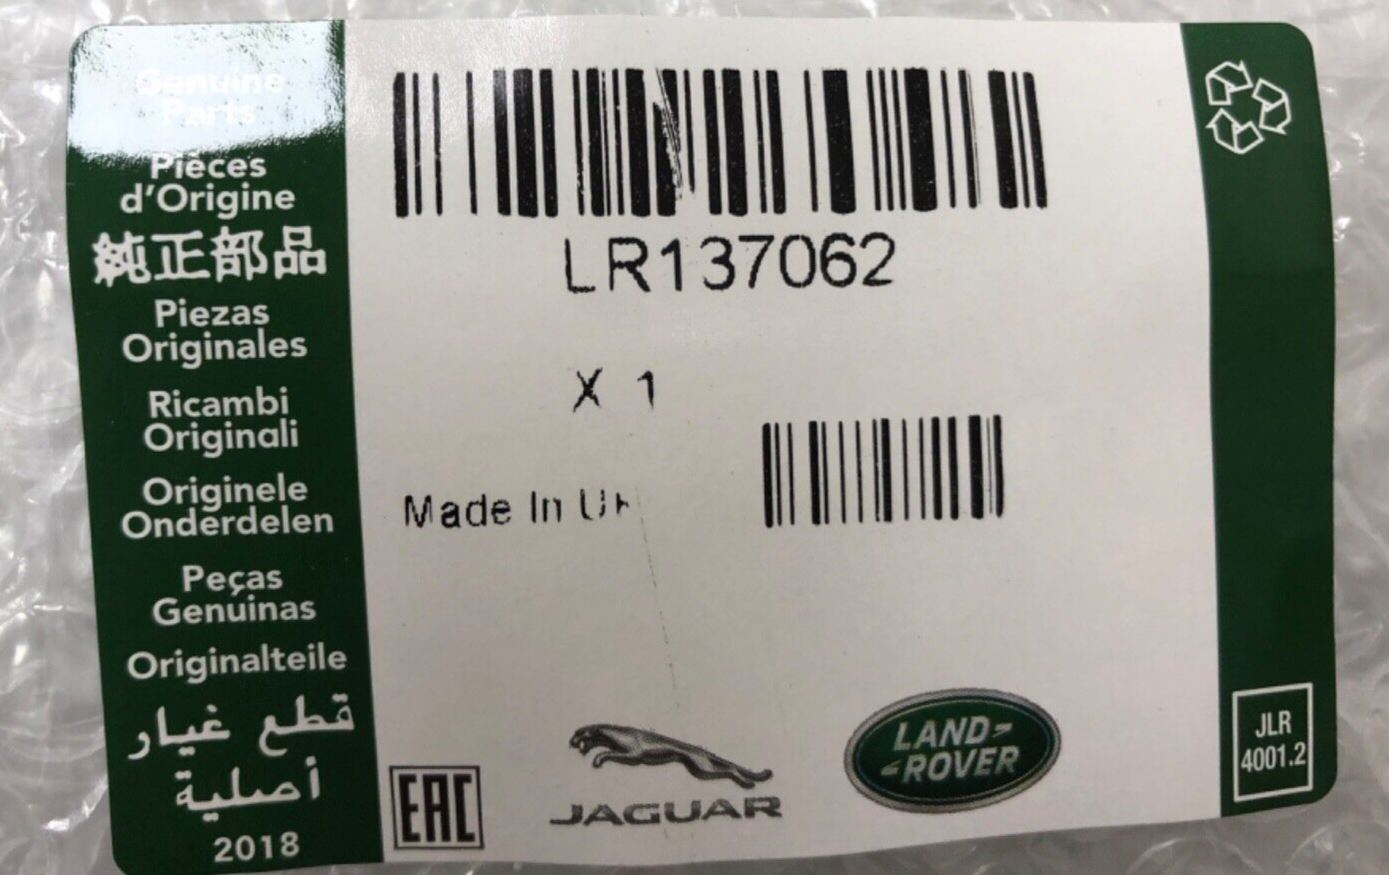 Genuine
Parts
Pièces
d'Origine
純正部品
Piezas
Originales
Ricambi
Originali
Originele
Onderdelen
Peças
Genuinas
Originalteile
قطع غيار
أصلية
2018
LR137062
X 1
Made In UK
EAC
JAGUAR
LAND-
-ROVER
JLR
4001.2